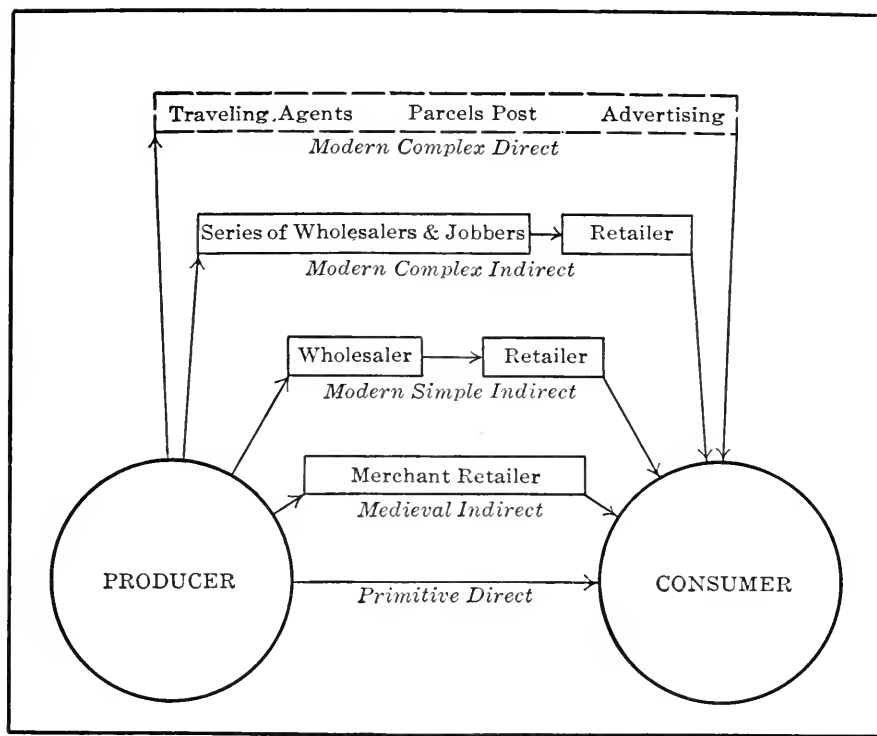 Traveling Agents Parcels Post Advertising
Modern Complex Direct
Series of Wholesalers & Jobbers Retailer
Modern Complex Indirect
Wholesaler Retailer
Modern Simple Indirect
Merchant Retailer
Medieval Indirect
PRODUCER CONSUMER
Primitive Direct